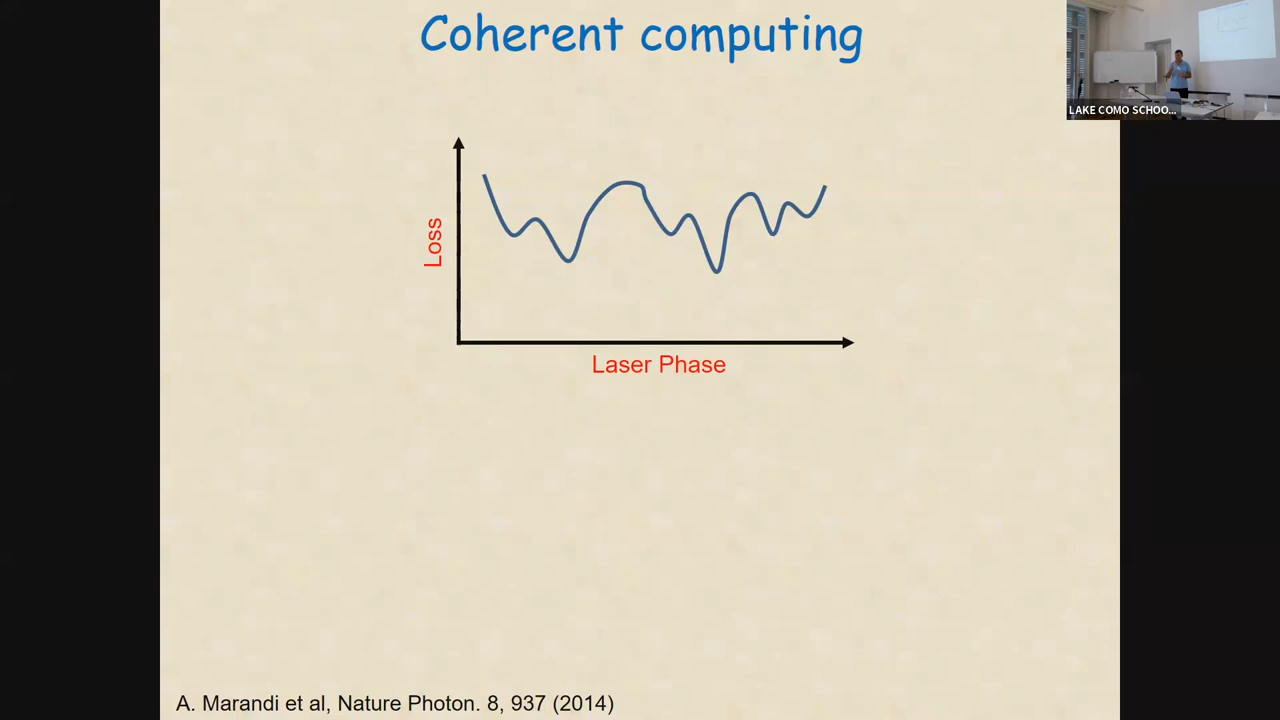 Coherent computing
LAKE COMO SCHOO...
Loss
Laser Phase
A. Marandi et al, Nature Photon. 8, 937 (2014)